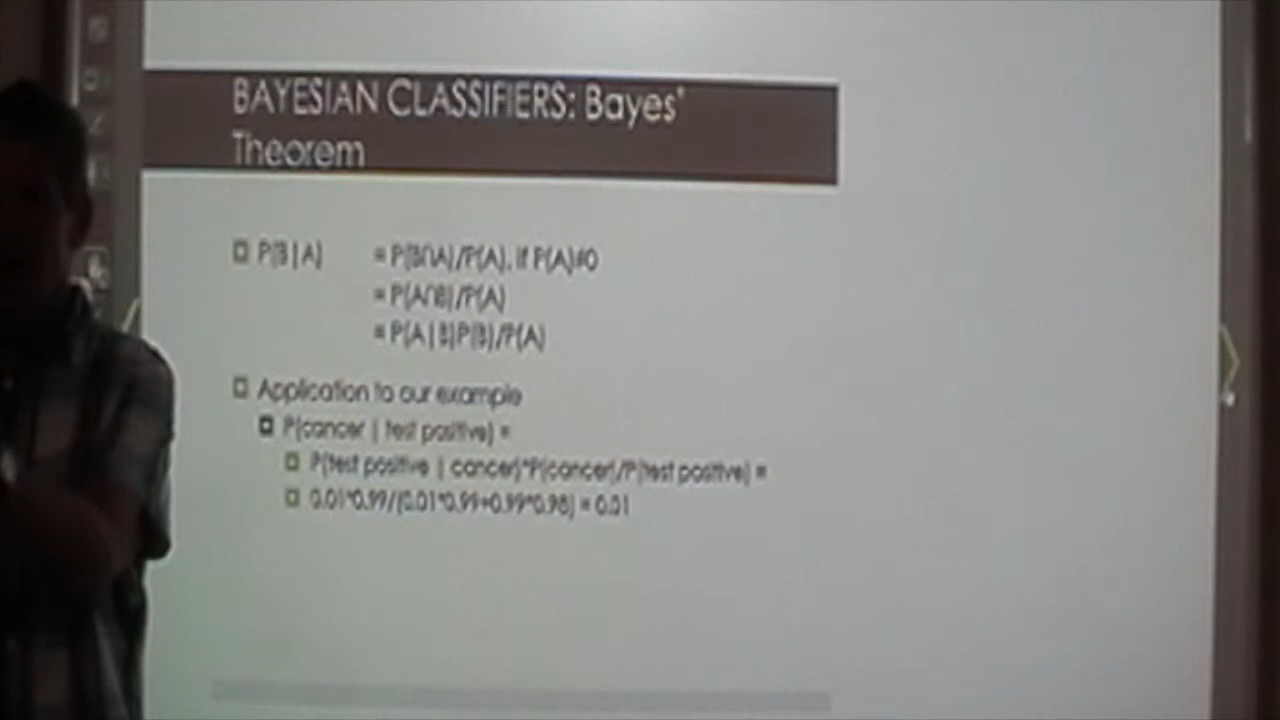 BAYESIAN CLASSIFIERS: Bayes'
Theorem
P(B|A) = P(B∩A)/P(A), if P(A)≠0
= P(A∩B)/P(A)
= P(A|B)P(B)/P(A)
Application to our example
P(cancer | test positive) =
P(test positive | cancer)*P(cancer)/P(test positive) =
0.01*0.99/(0.01*0.99+0.99*0.98) = 0.01